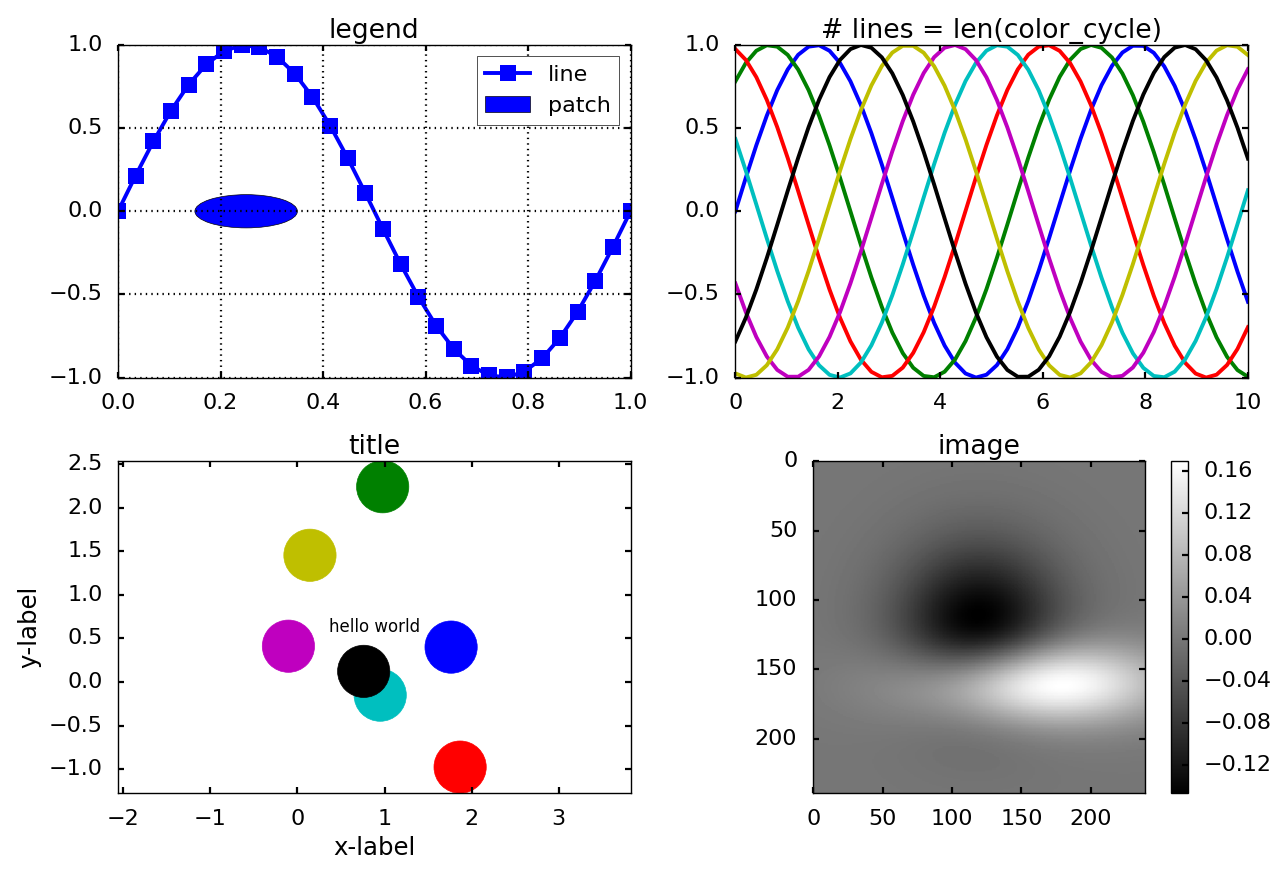 legend
1.0
0.5
0.0
−0.5
−1.0
0.0 0.2 0.4 0.6 0.8 1.0
line
patch
# lines = len(color_cycle)
1.0
0.5
0.0
−0.5
−1.0
0 2 4 6 8 10
title
y-label
2.5
2.0
1.5
1.0
0.5
0.0
−0.5
−1.0
hello world
−2 −1 0 1 2 3
x-label
image
0
50
100
150
200
0 50 100 150 200
0.16
0.12
0.08
0.04
0.00
−0.04
−0.08
−0.12